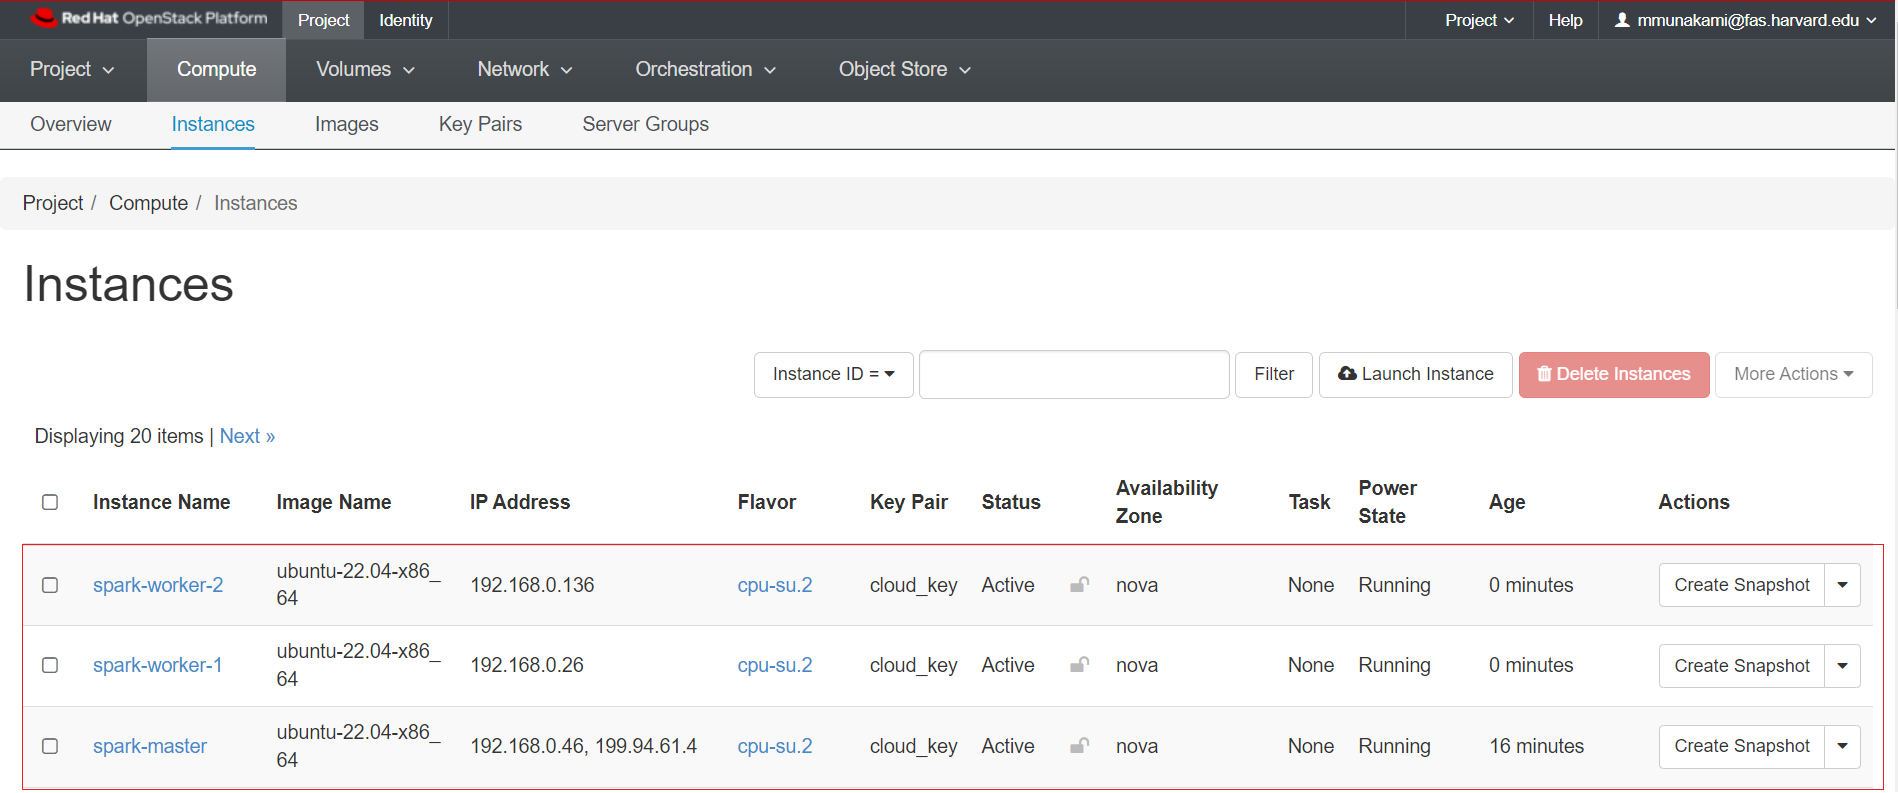 Red Hat OpenStack Platform Project Identity Project Help mmunakami@fas.harvard.edu
Project Compute Volumes Network Orchestration Object Store
Overview Instances Images Key Pairs Server Groups
Project / Compute / Instances
Instances
Instance ID = Filter Launch Instance Delete Instances More Actions
Displaying 20 items | Next »
Instance Name Image Name IP Address Flavor Key Pair Status Availability Zone Task Power State Age Actions
spark-worker-2 ubuntu-22.04-x86_64 192.168.0.136 cpu-su.2 cloud_key Active nova None Running 0 minutes Create Snapshot
spark-worker-1 ubuntu-22.04-x86_64 192.168.0.26 cpu-su.2 cloud_key Active nova None Running 0 minutes Create Snapshot
spark-master ubuntu-22.04-x86_64 192.168.0.46, 199.94.61.4 cpu-su.2 cloud_key Active nova None Running 16 minutes Create Snapshot